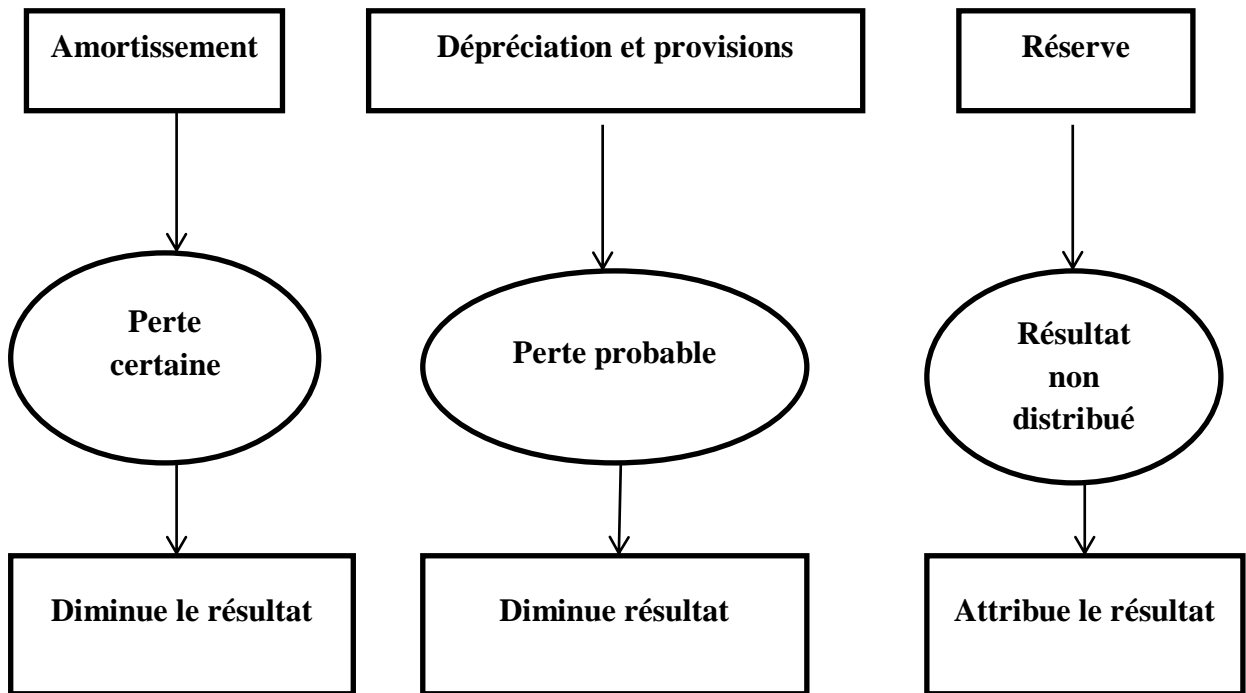 Amortissement
Dépréciation et provisions
Réserve
Perte
certaine
Perte probable
Résultat
non
distribué
Diminue le résultat
Diminue résultat
Attribue le résultat